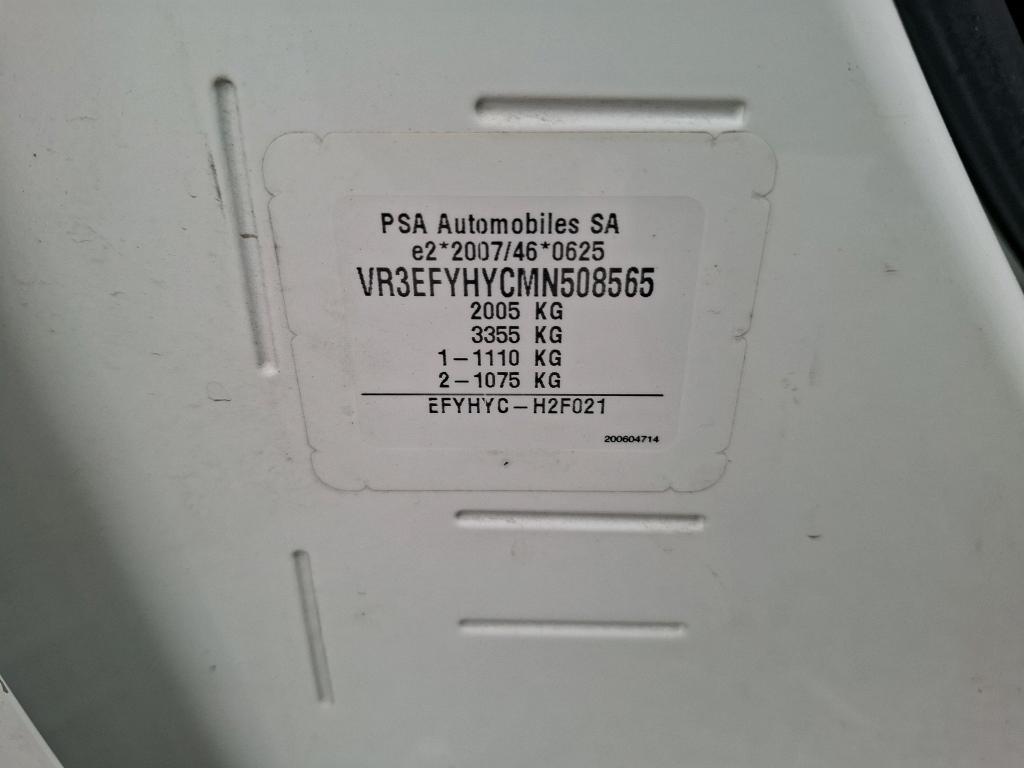 PSA Automobiles SA
e2*2007/46*0625
VR3EFYHYCMN508565
2005 KG
3355 KG
1-1110 KG
2-1075 KG
EFYHYC-H2F021
200604714